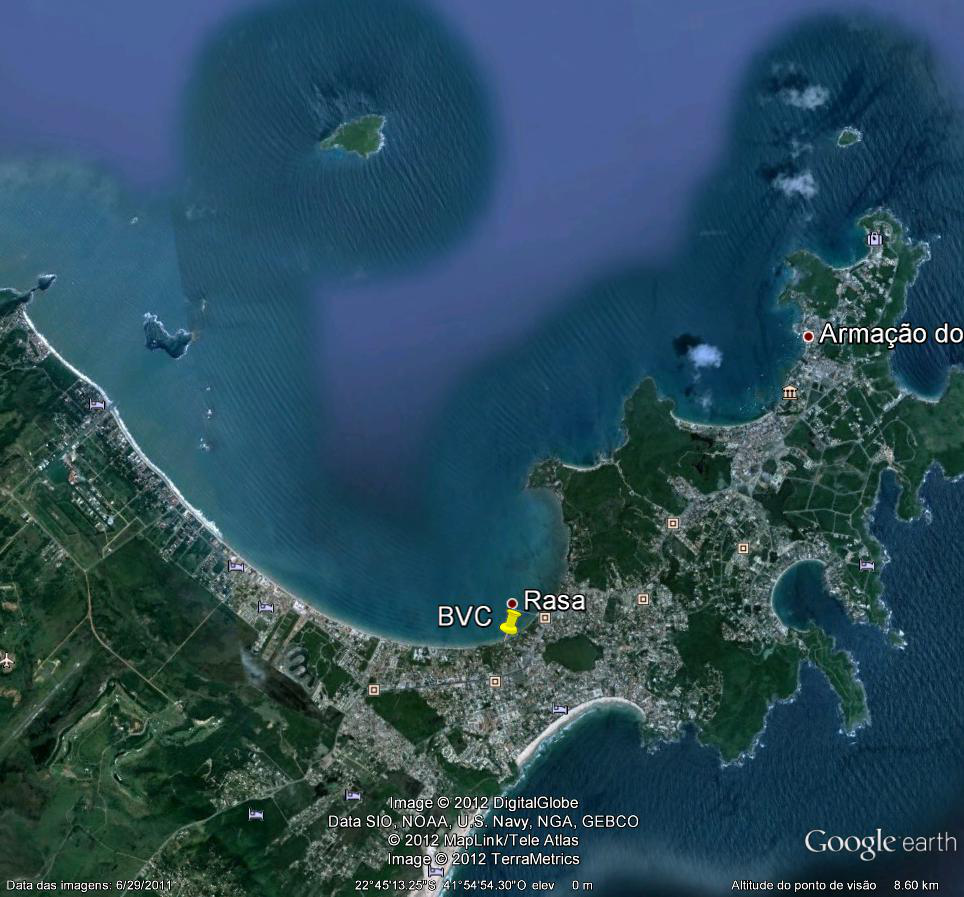 Armação do
BVC
Rasa
Image © 2012 DigitalGlobe
Data SIO, NOAA, U.S. Navy, NGA, GEBCO
© 2012 MapLink/Tele Atlas
Image © 2012 TerraMetrics
Google earth
Data das imagens: 6/29/2011 22°45'13.25"S 41°54'54.30"O elev 0 m Altitude do ponto de visão 8.60 km